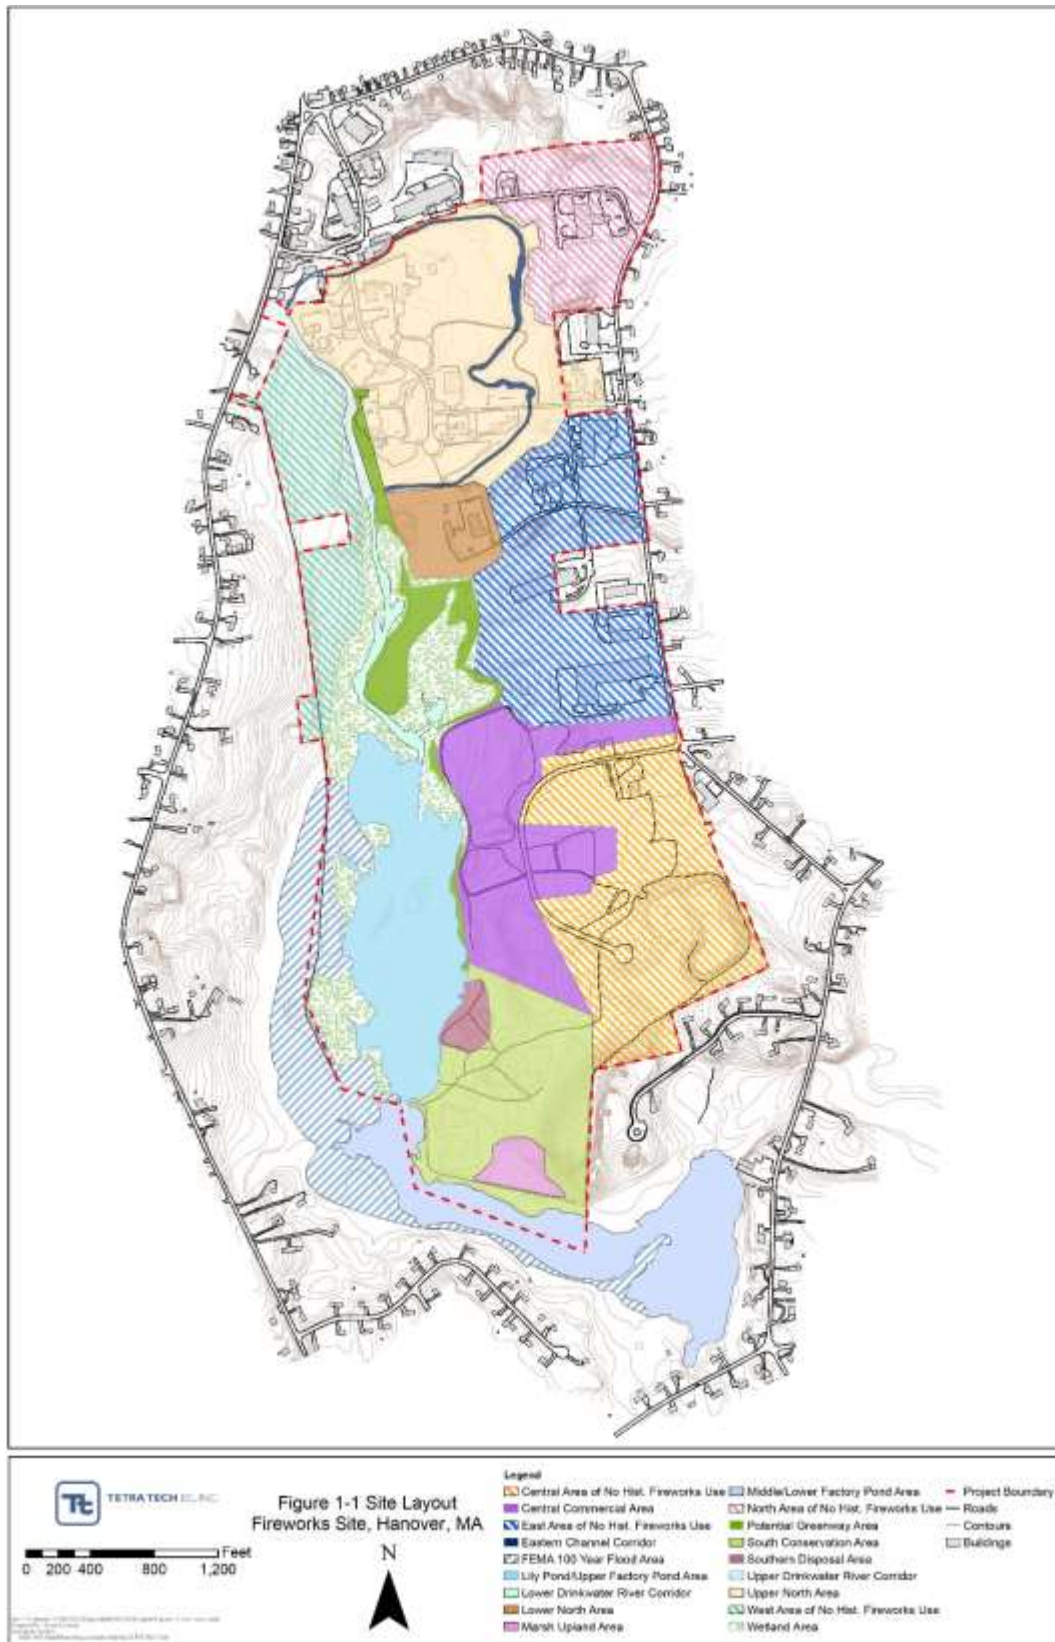 TETRA TECH EC, INC.
Figure 1-1 Site Layout
Fireworks Site, Hanover, MA
N
Feet
0 200 400 800 1,200
Legend
Central Area of No Hist. Fireworks Use
Central Commercial Area
East Area of No Hist. Fireworks Use
Eastern Channel Corridor
FEMA 100 Year Flood Area
Lily Pond/Upper Factory Pond Area
Lower Drinkwater River Corridor
Lower North Area
Marsh Upland Area
Middle/Lower Factory Pond Area
North Area of No Hist. Fireworks Use
Potential Greenway Area
South Conservation Area
Southern Disposal Area
Upper Drinkwater River Corridor
Upper North Area
West Area of No Hist. Fireworks Use
Wetland Area
Project Boundary
Roads
Contours
Buildings